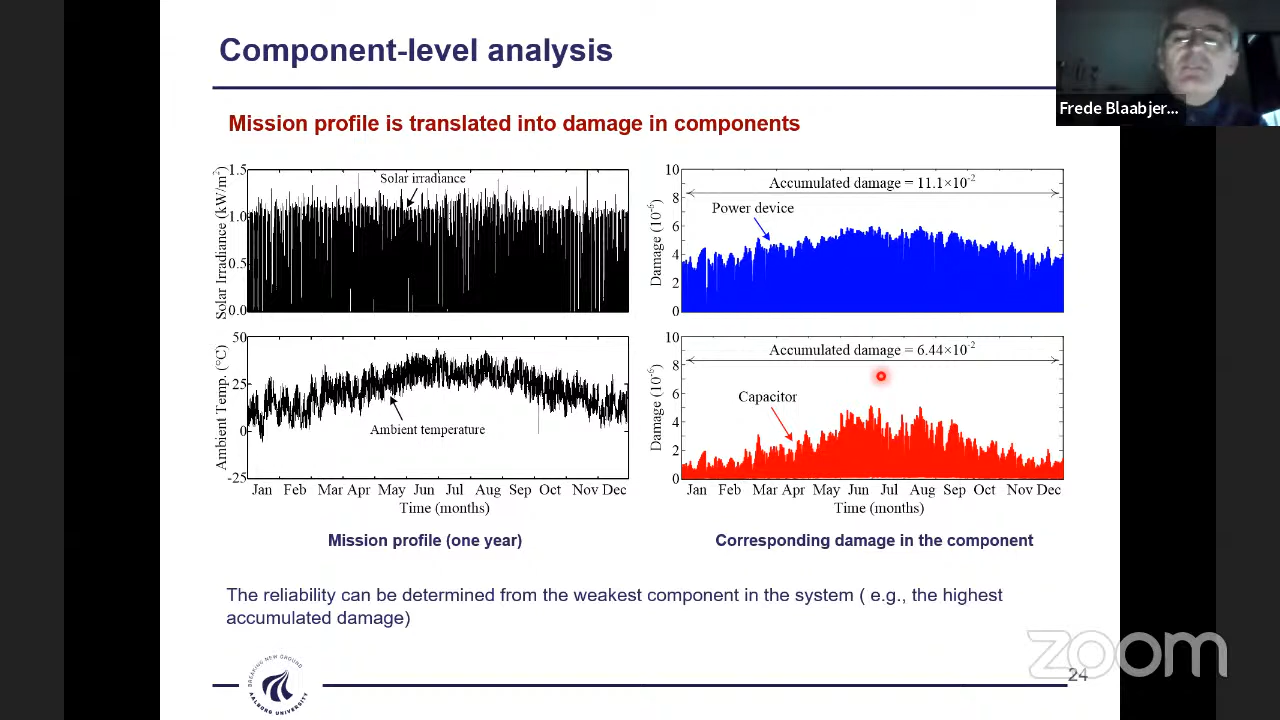 Component-level analysis
Frede Blaabjer...
Mission profile is translated into damage in components
Solar Irradiance (kW/m²)
1.5
1.0
0.5
0.0
Solar irradiance
Ambient Temp. (°C)
50
25
0
-25
Ambient temperature
Jan Feb Mar Apr May Jun Jul Aug Sep Oct Nov Dec
Time (months)
Mission profile (one year)
Damage (10⁻⁶)
10
8
6
4
2
0
Accumulated damage = 11.1×10⁻²
Power device
Damage (10⁻⁶)
10
8
6
4
2
0
Accumulated damage = 6.44×10⁻²
Capacitor
Jan Feb Mar Apr May Jun Jul Aug Sep Oct Nov Dec
Time (months)
Corresponding damage in the component
The reliability can be determined from the weakest component in the system ( e.g., the highest
accumulated damage)
BREAKING NEW GROUND
AALBORG UNIVERSITY
zoom
24